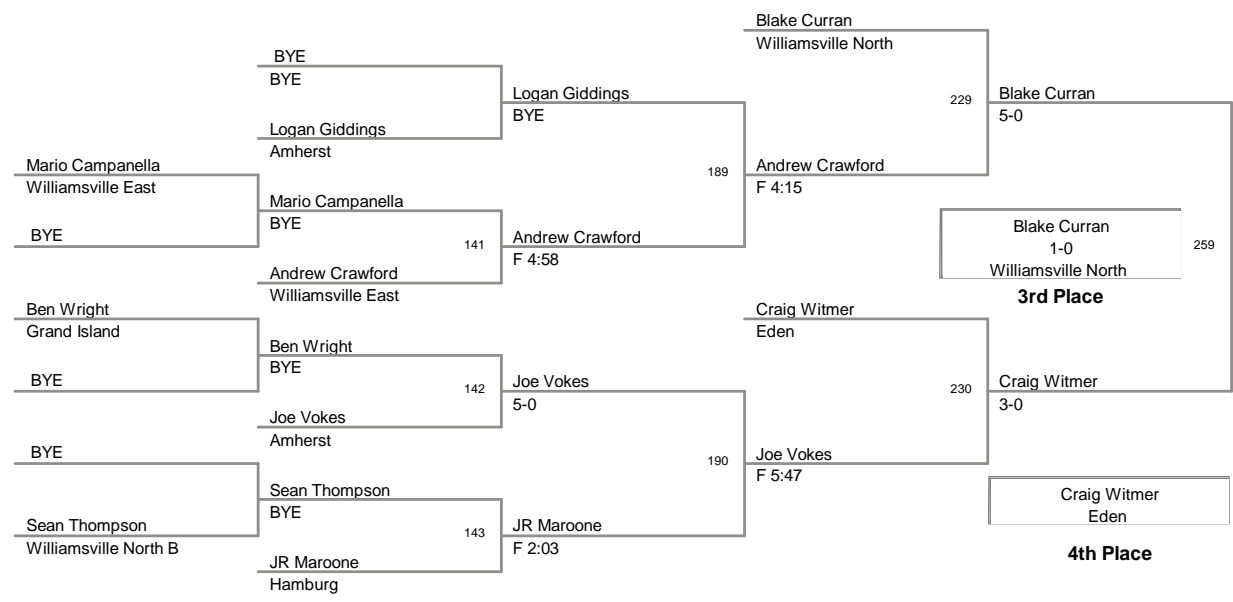 Blake Curran
Williamsville North
BYE
BYE
Logan Giddings
BYE
229
Blake Curran
5-0
Logan Giddings
Amherst
Mario Campanella
Williamsville East
189
Andrew Crawford
F 4:15
Mario Campanella
BYE
BYE
141
Andrew Crawford
F 4:58
Blake Curran
1-0
Williamsville North
259
3rd Place
Andrew Crawford
Williamsville East
Ben Wright
Grand Island
Craig Witmer
Eden
Ben Wright
BYE
BYE
142
Joe Vokes
5-0
230
Craig Witmer
3-0
Joe Vokes
Amherst
BYE
190
Joe Vokes
F 5:47
Sean Thompson
BYE
Craig Witmer
Eden
4th Place
Sean Thompson
Williamsville North B
143
JR Maroone
F 2:03
JR Maroone
Hamburg